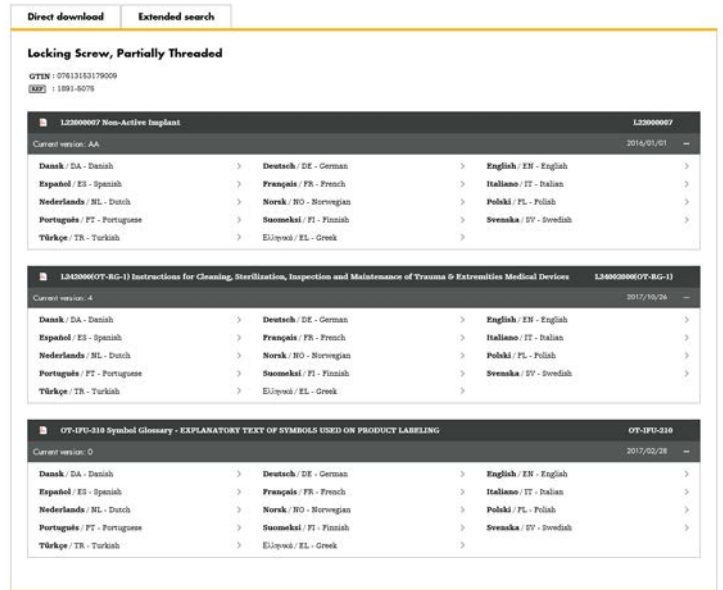 Direct download Extended search
Locking Screw, Partially Threaded
GTIN : 07613153179009
REF : 1891-5075
L22000007 Non-Active Implant L22000007
Current version: AA 2016/01/01 –
Dansk / DA - Danish > Deutsch / DE - German > English / EN - English >
Español / ES - Spanish > Français / FR - French > Italiano / IT - Italian >
Nederlands / NL - Dutch > Norsk / NO - Norwegian > Polski / PL - Polish >
Português / PT - Portuguese > Suomeksi / FI - Finnish > Svenska / SV - Swedish >
Türkçe / TR - Turkish > Ελληνικά / EL - Greek >
L242000(OT-RG-1) Instructions for Cleaning, Sterilization, Inspection and Maintenance of Trauma & Extremities Medical Devices L24002000(OT-RG-1)
Current version: 4 2017/10/26 –
Dansk / DA - Danish > Deutsch / DE - German > English / EN - English >
Español / ES - Spanish > Français / FR - French > Italiano / IT - Italian >
Nederlands / NL - Dutch > Norsk / NO - Norwegian > Polski / PL - Polish >
Português / PT - Portuguese > Suomeksi / FI - Finnish > Svenska / SV - Swedish >
Türkçe / TR - Turkish > Ελληνικά / EL - Greek >
OT-IFU-210 Symbol Glossary - EXPLANATORY TEXT OF SYMBOLS USED ON PRODUCT LABELING OT-IFU-210
Current version: 0 2017/02/28 –
Dansk / DA - Danish > Deutsch / DE - German > English / EN - English >
Español / ES - Spanish > Français / FR - French > Italiano / IT - Italian >
Nederlands / NL - Dutch > Norsk / NO - Norwegian > Polski / PL - Polish >
Português / PT - Portuguese > Suomeksi / FI - Finnish > Svenska / SV - Swedish >
Türkçe / TR - Turkish > Ελληνικά / EL - Greek >